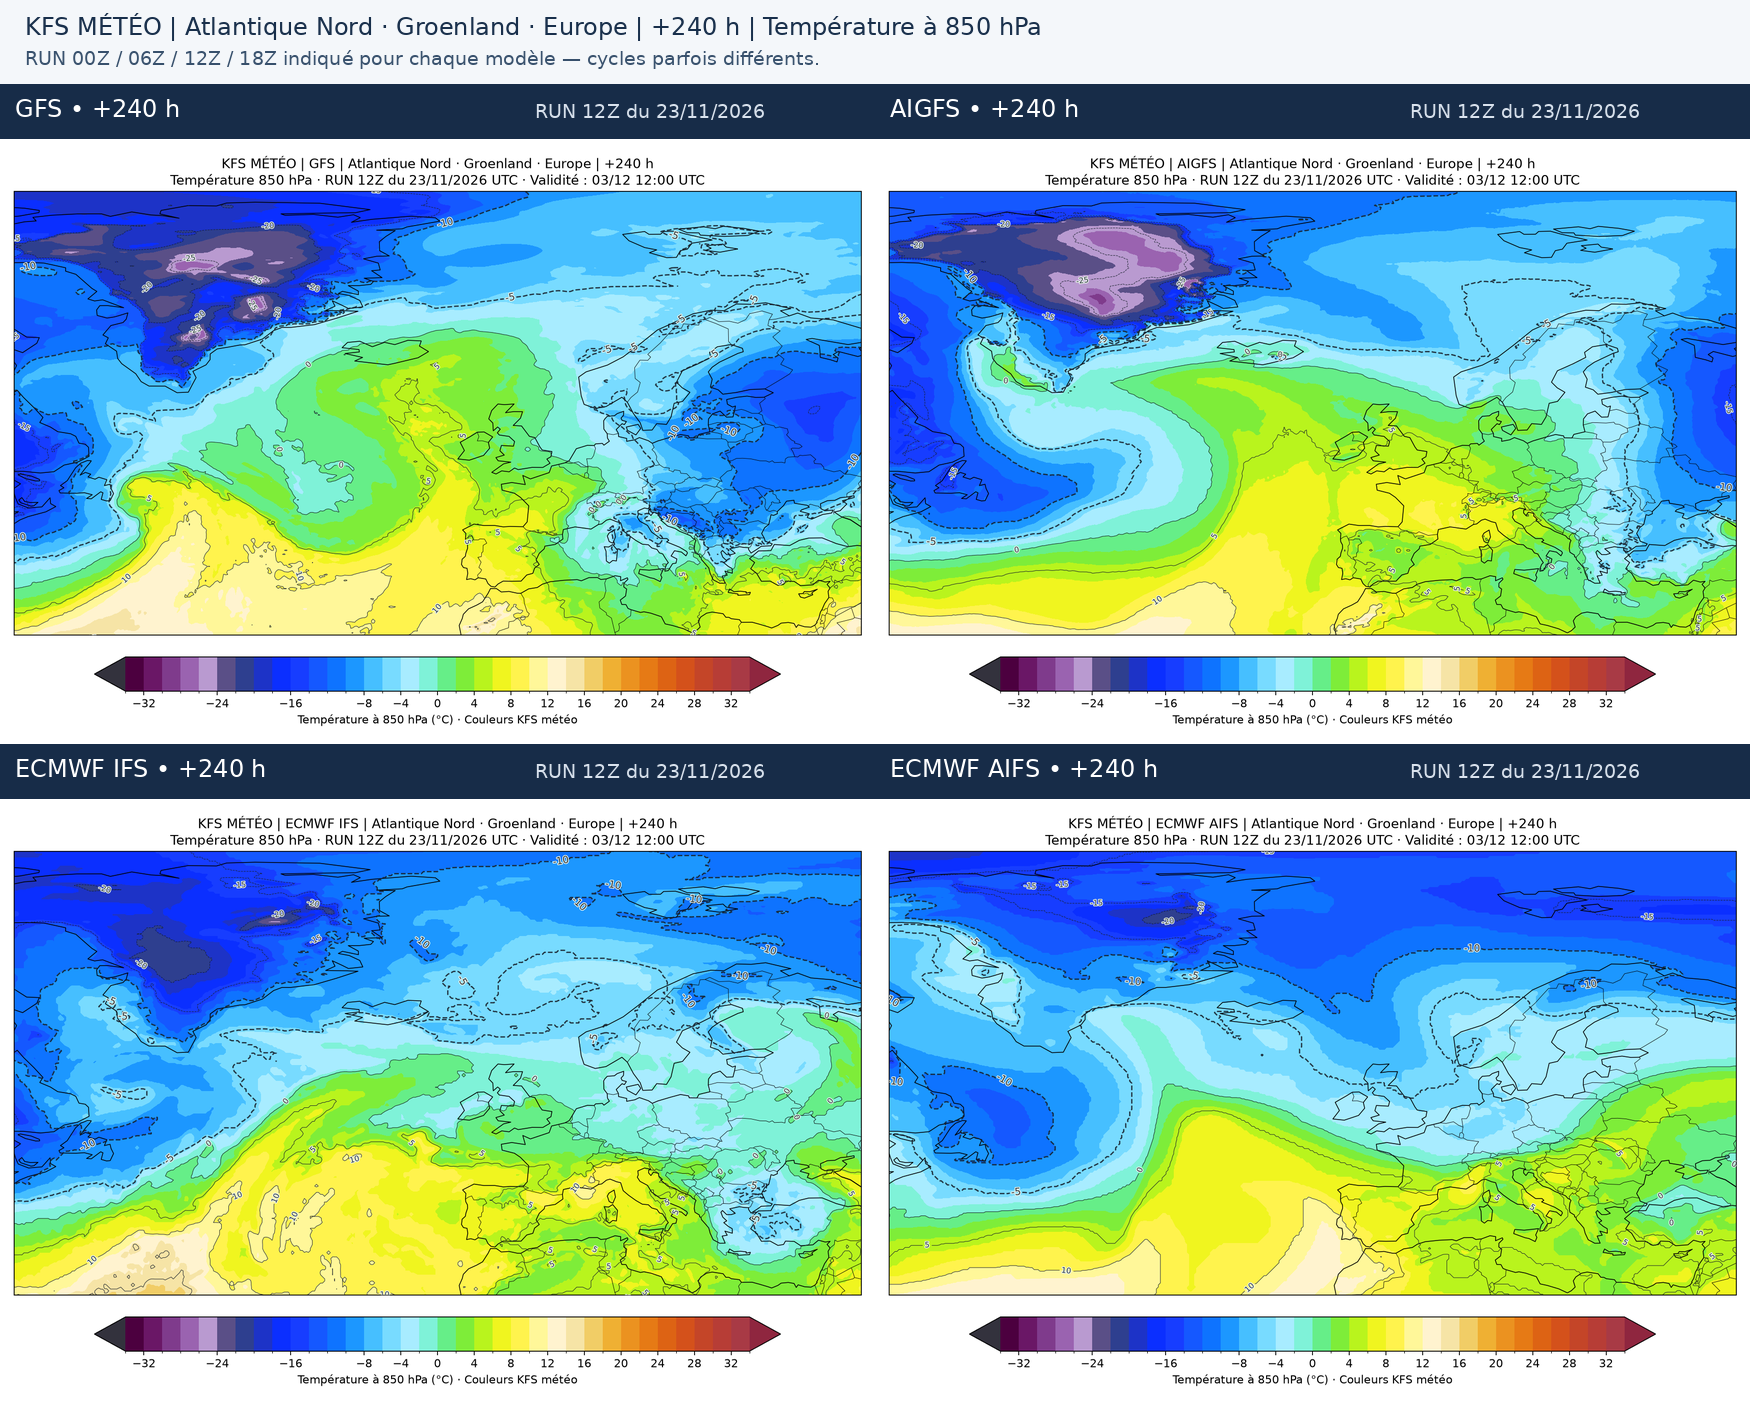 KFS MÉTÉO | Atlantique Nord · Groenland · Europe | +240 h | Température à 850 hPa
RUN 00Z / 06Z / 12Z / 18Z indiqué pour chaque modèle — cycles parfois différents.
GFS • +240 h
RUN 12Z du 23/11/2026
AIGFS • +240 h
RUN 12Z du 23/11/2026
KFS MÉTÉO | GFS | Atlantique Nord · Groenland · Europe | +240 h
Température 850 hPa · RUN 12Z du 23/11/2026 UTC · Validité : 03/12 12:00 UTC
KFS MÉTÉO | AIGFS | Atlantique Nord · Groenland · Europe | +240 h
Température 850 hPa · RUN 12Z du 23/11/2026 UTC · Validité : 03/12 12:00 UTC
−32 −24 −16 −8 −4 0 4 8 12 16 20 24 28 32
Température à 850 hPa (°C) · Couleurs KFS météo
−32 −24 −16 −8 −4 0 4 8 12 16 20 24 28 32
Température à 850 hPa (°C) · Couleurs KFS météo
ECMWF IFS • +240 h
RUN 12Z du 23/11/2026
ECMWF AIFS • +240 h
RUN 12Z du 23/11/2026
KFS MÉTÉO | ECMWF IFS | Atlantique Nord · Groenland · Europe | +240 h
Température 850 hPa · RUN 12Z du 23/11/2026 UTC · Validité : 03/12 12:00 UTC
KFS MÉTÉO | ECMWF AIFS | Atlantique Nord · Groenland · Europe | +240 h
Température 850 hPa · RUN 12Z du 23/11/2026 UTC · Validité : 03/12 12:00 UTC
−32 −24 −16 −8 −4 0 4 8 12 16 20 24 28 32
Température à 850 hPa (°C) · Couleurs KFS météo
−32 −24 −16 −8 −4 0 4 8 12 16 20 24 28 32
Température à 850 hPa (°C) · Couleurs KFS météo